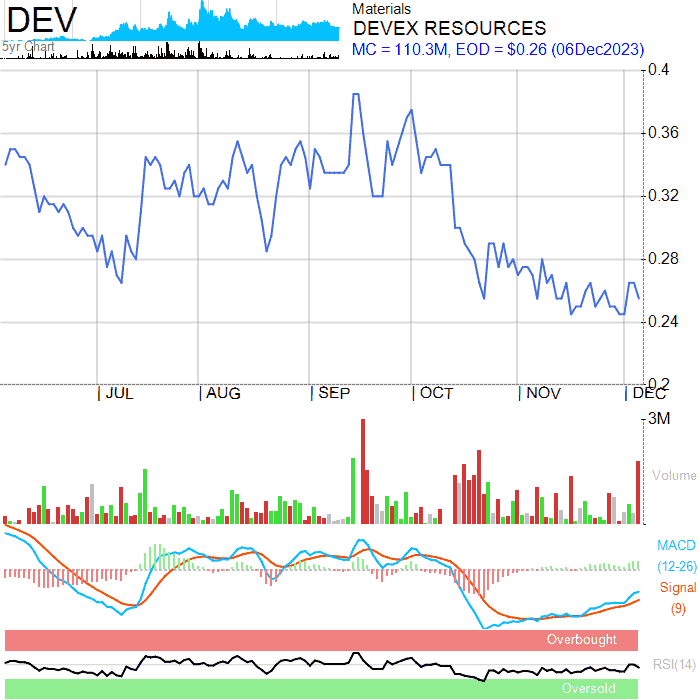 DEV
5yr Chart
Materials
DEVEX RESOURCES
MC = 110.3M, EOD = $0.26 (06Dec2023)
0.4
0.36
0.32
0.28
0.24
0.2
JUL
AUG
SEP
OCT
NOV
DEC
3M
Volume
MACD
(12-26)
Signal
(9)
Overbought
RSI(14)
Oversold